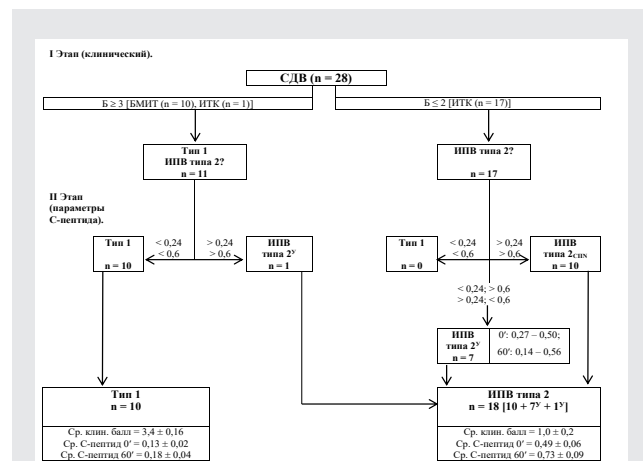 I Этап (клинический).
СДВ (n = 28)
Б ≥ 3 [БМИТ (n = 10), ИТК (n = 1)]
Б ≤ 2 [ИТК (n = 17)]
Тип 1
ИПВ типа 2?
n = 11
ИПВ типа 2?
n = 17
II Этап
(параметры
С-пептида).
Тип 1
n = 10
< 0,24
< 0,6
> 0,24
> 0,6
ИПВ
типа 2У
n = 1
Тип 1
n = 0
< 0,24
< 0,6
> 0,24
> 0,6
ИПВ
типа 2СПN
n = 10
< 0,24; > 0,6
> 0,24; < 0,6
ИПВ
типа 2У
n = 7
0′: 0,27 – 0,50;
60′: 0,14 – 0,56
Тип 1
n = 10
Ср. клин. балл = 3,4 ± 0,16
Ср. С-пептид 0′ = 0,13 ± 0,02
Ср. С-пептид 60′ = 0,18 ± 0,04
ИПВ типа 2
n = 18 [10 + 7У + 1У]
Ср. клин. балл = 1,0 ± 0,2
Ср. С-пептид 0′ = 0,49 ± 0,06
Ср. С-пептид 60′ = 0,73 ± 0,09